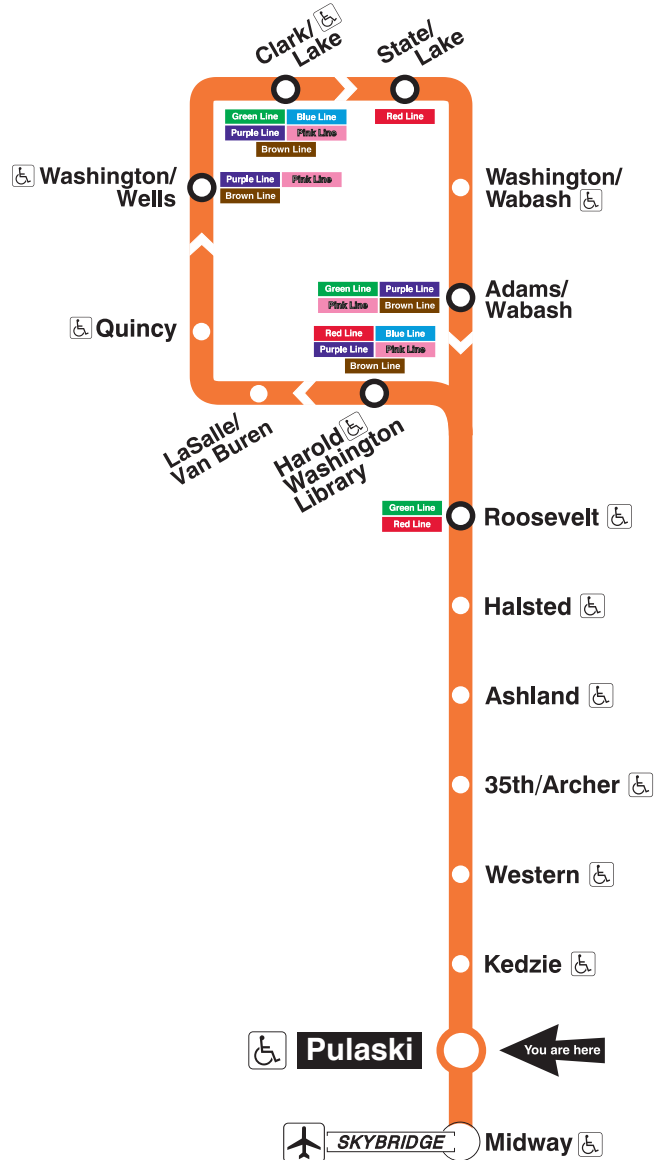 Clark/
Lake
State/
Lake
Green Line Blue Line
Purple Line Pink Line
Brown Line
Red Line
Washington/
Wells
Purple Line Pink Line
Brown Line
Washington/
Wabash
Green Line Purple Line
Pink Line Brown Line
Adams/
Wabash
Quincy
Red Line Blue Line
Purple Line Pink Line
Brown Line
LaSalle/
Van Buren
Harold
Washington
Library
Green Line
Red Line
Roosevelt
Halsted
Ashland
35th/Archer
Western
Kedzie
Pulaski
You are here
SKYBRIDGE
Midway